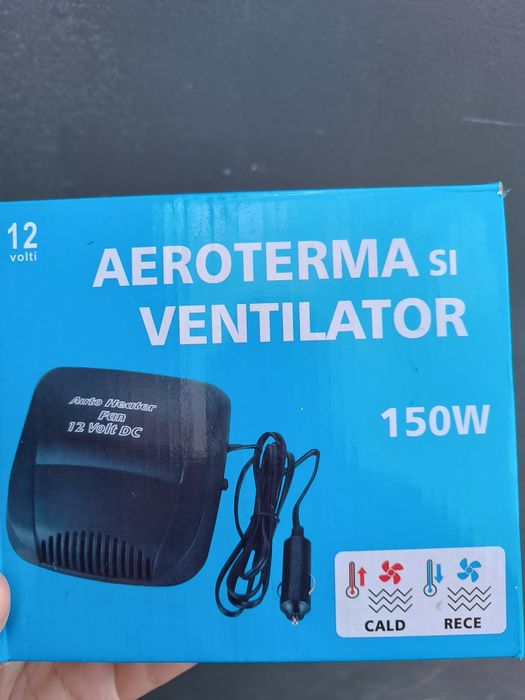 12
volti
AEROTERMA SI
VENTILATOR
Auto Heater
Fan
12 Volt DC
150W
CALD
RECE